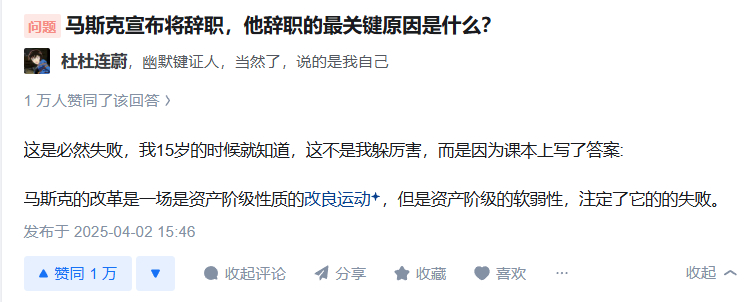 问题 马斯克宣布将辞职，他辞职的最关键原因是什么？
杜杜连蔚，幽默键证人，当然了，说的是我自己
1 万人赞同了该回答 >
这是必然失败，我15岁的时候就知道，这不是我躲厉害，而是因为课本上写了答案:
马斯克的改革是一场是资产阶级性质的改良运动，但是资产阶级的软弱性，注定了它的的失败。
发布于 2025-04-02 15:46
赞同 1 万 收起评论 分享 收藏 喜欢 ··· 收起